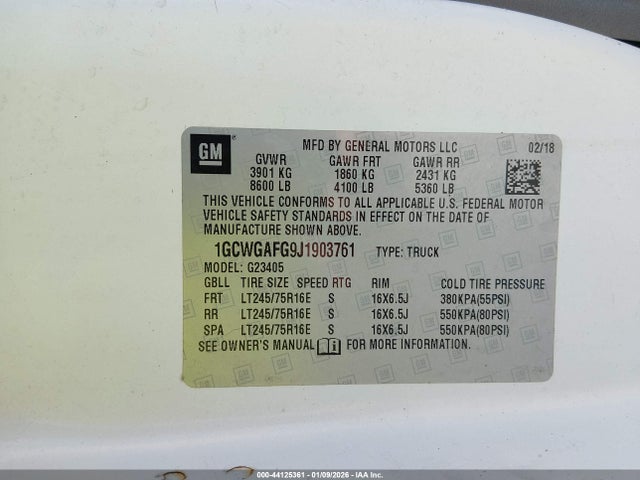 GM
MFD BY GENERAL MOTORS LLC 02/18
GVWR GAWR FRT GAWR RR
3901 KG 1860 KG 2431 KG
8600 LB 4100 LB 5360 LB
THIS VEHICLE CONFORMS TO ALL APPLICABLE U.S. FEDERAL MOTOR
VEHICLE SAFETY STANDARDS IN EFFECT ON THE DATE OF
MANUFACTURE SHOWN ABOVE.
1GCWGAFG9J1903761 TYPE: TRUCK
MODEL: G23405
GBLL TIRE SIZE SPEED RTG RIM COLD TIRE PRESSURE
FRT LT245/75R16E S 16X6.5J 380KPA(55PSI)
RR LT245/75R16E S 16X6.5J 550KPA(80PSI)
SPA LT245/75R16E S 16X6.5J 550KPA(80PSI)
SEE OWNER'S MANUAL FOR MORE INFORMATION.
000-44125361 - 01/09/2026 - IAA Inc.